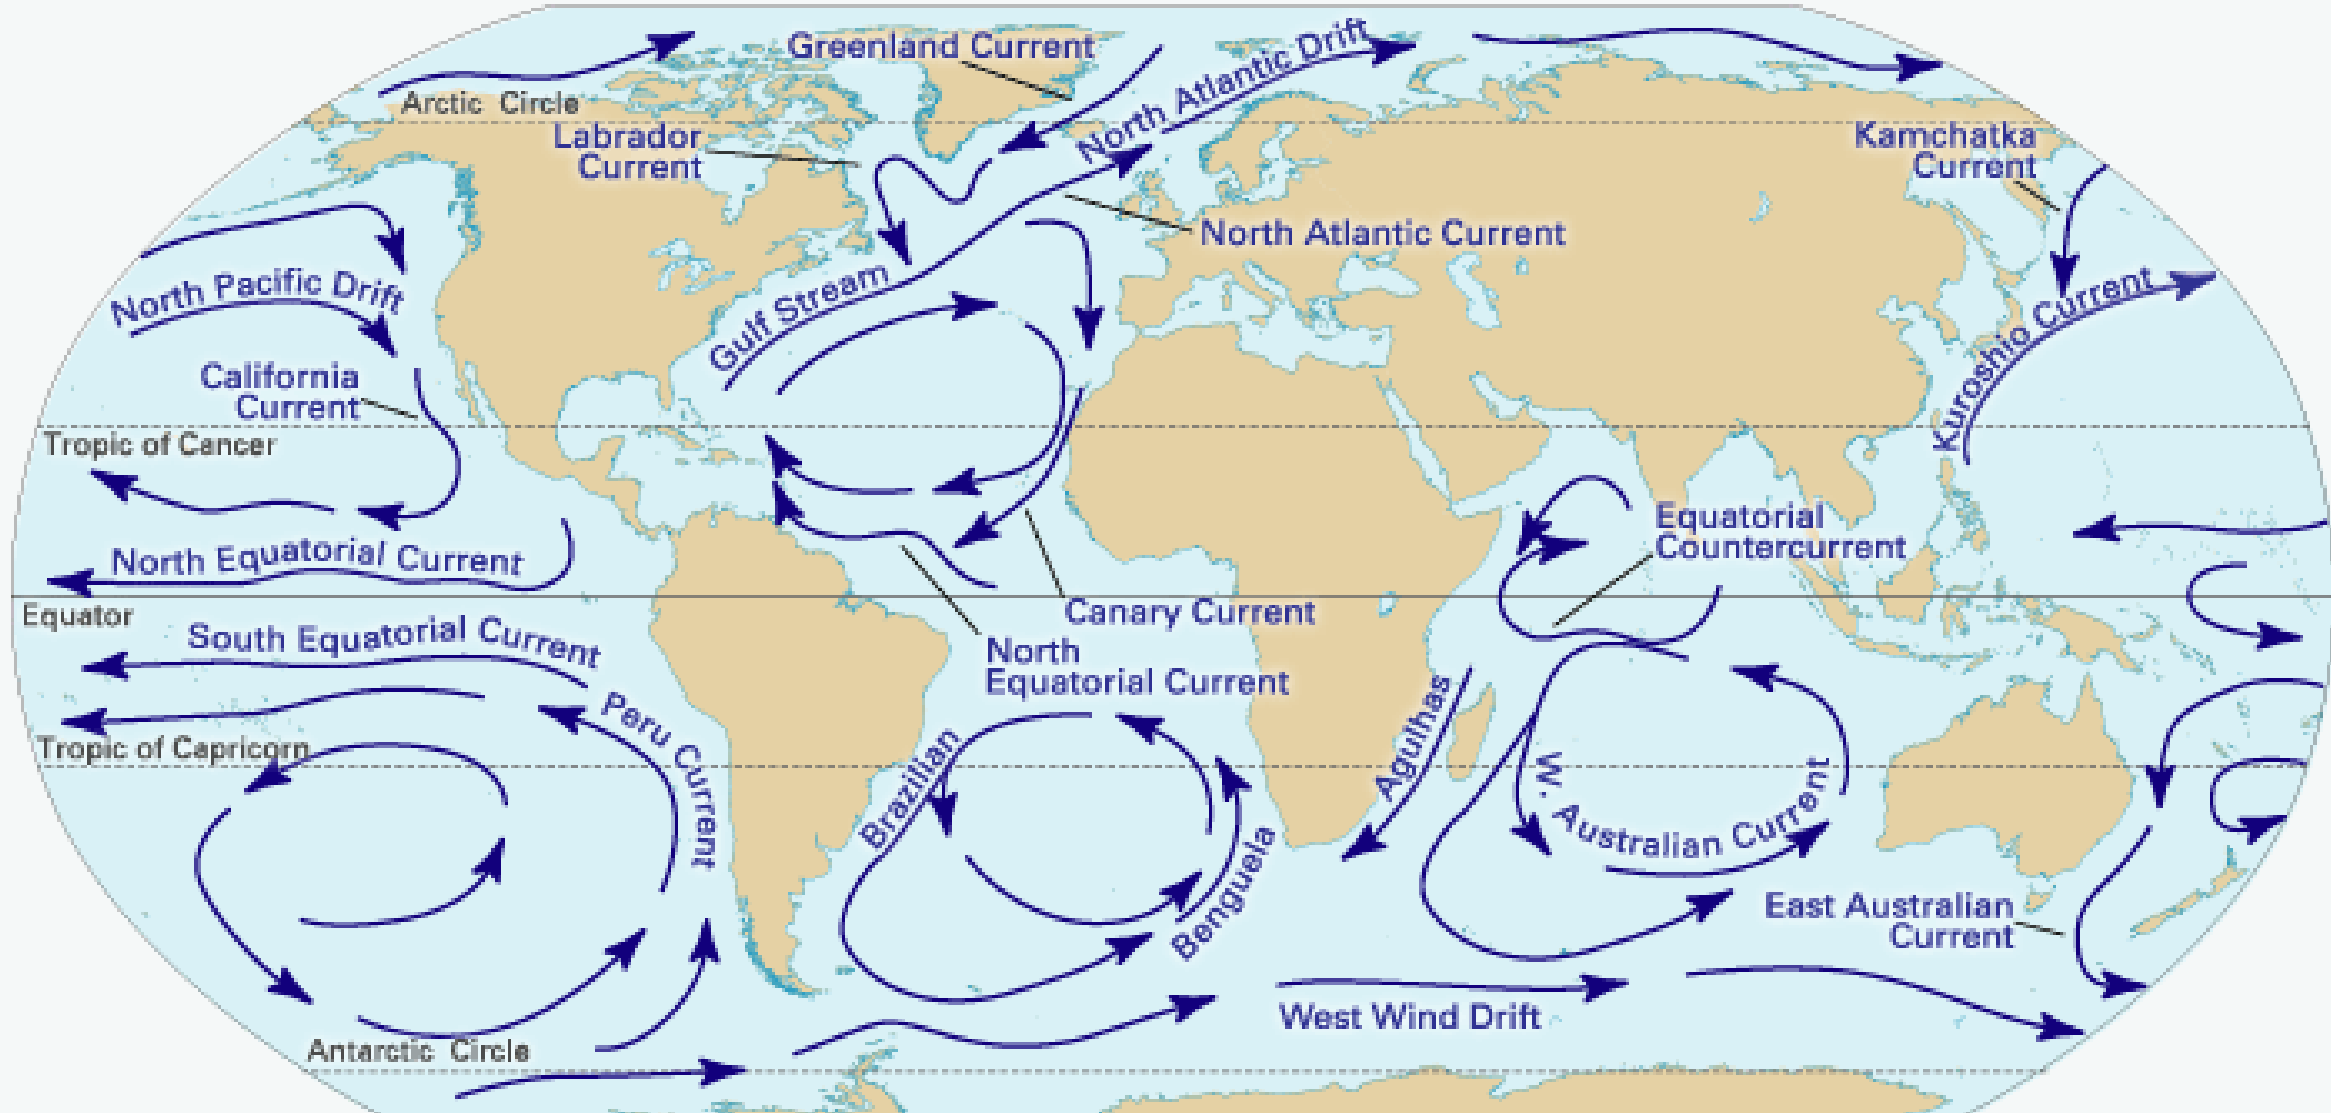 Greenland Current
North Atlantic Drift
Arctic Circle
Labrador
Current
Kamchatka
Current
North Atlantic Current
North Pacific Drift
Gulf Stream
Kuroshio Current
California
Current
Tropic of Cancer
Equatorial
Countercurrent
North Equatorial Current
Equator
Canary Current
South Equatorial Current
North
Equatorial Current
Peru Current
Tropic of Capricorn
Brazilian
Agulhas
W. Australian Current
Benguela
East Australian
Current
West Wind Drift
Antarctic Circle